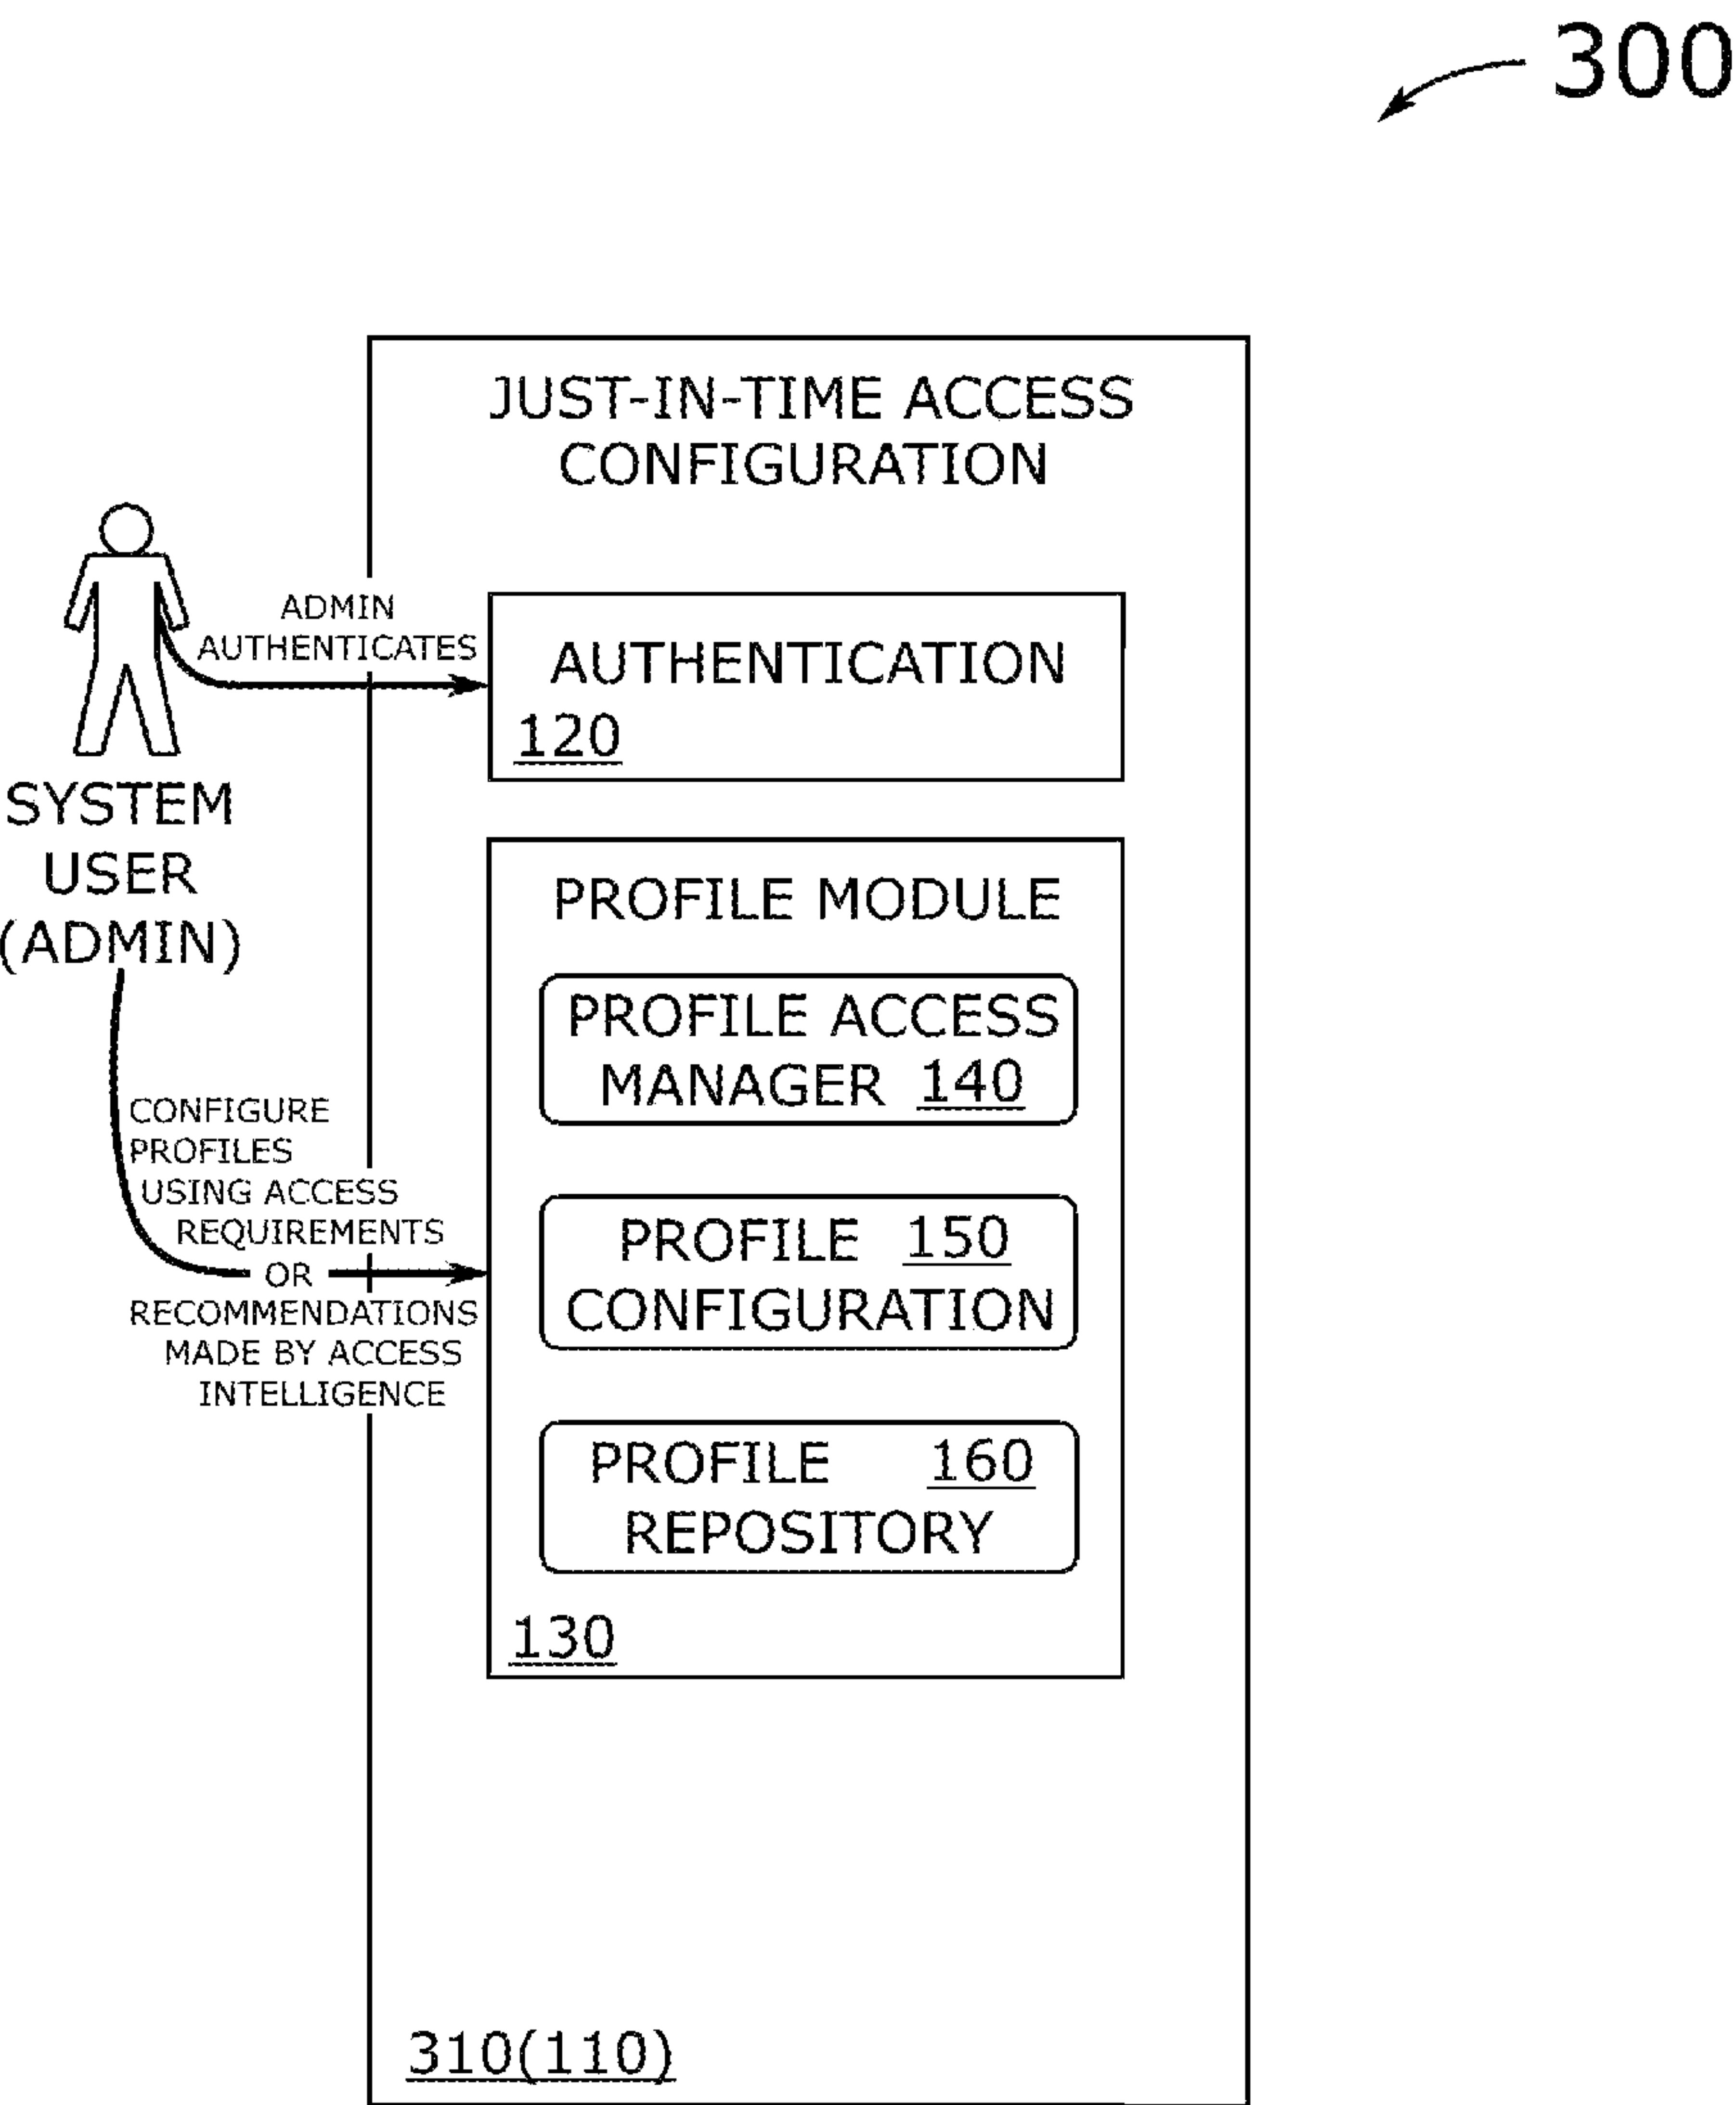 300
JUST-IN-TIME ACCESS
CONFIGURATION
ADMIN
AUTHENTICATES
AUTHENTICATION
120
SYSTEM
USER
(ADMIN)
PROFILE MODULE
PROFILE ACCESS
MANAGER 140
CONFIGURE
PROFILES
USING ACCESS
REQUIREMENTS
OR
RECOMMENDATIONS
MADE BY ACCESS
INTELLIGENCE
PROFILE 150
CONFIGURATION
PROFILE 160
REPOSITORY
130
310(110)